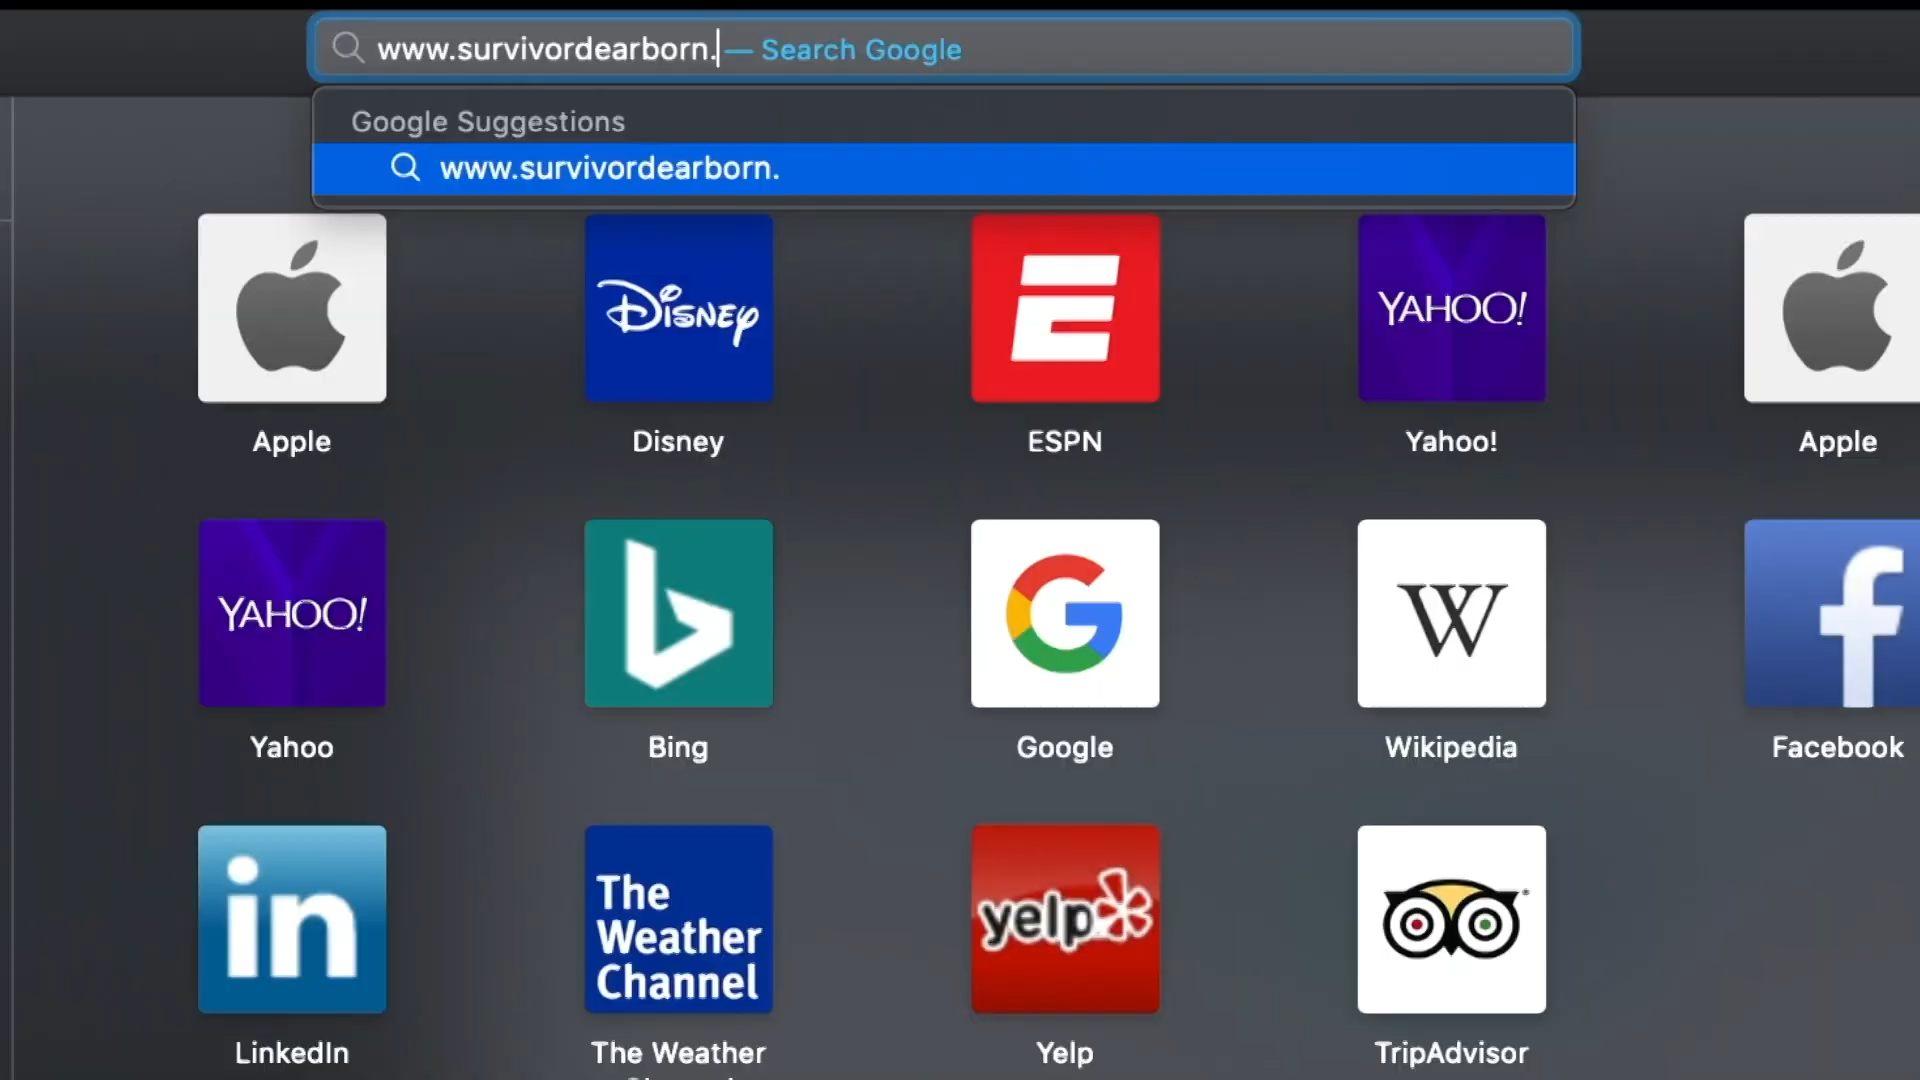 www.survivordearborn. — Search Google
Google Suggestions
www.survivordearborn.
Disney
YAHOO!
Apple
Disney
ESPN
Yahoo!
Apple
YAHOO!
Yahoo
Bing
Google
W
Wikipedia
f
Facebook
in
The
Weather
Channel
yelp
LinkedIn
The Weather
Yelp
TripAdvisor